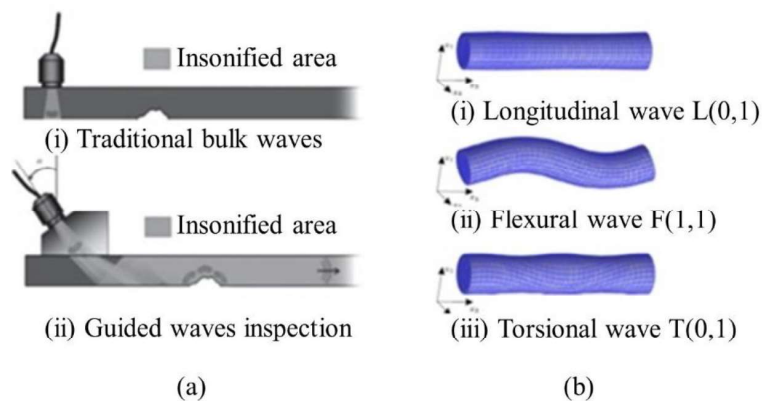 Insonified area
(i) Traditional bulk waves
Insonified area
(ii) Guided waves inspection
(a)
(i) Longitudinal wave L(0,1)
(ii) Flexural wave F(1,1)
(iii) Torsional wave T(0,1)
(b)